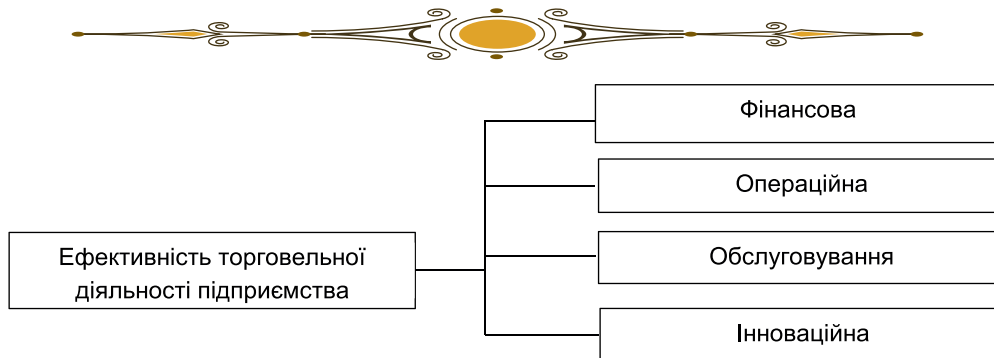 Фінансова
Операційна
Ефективність торговельної
діяльності підприємства
Обслуговування
Інноваційна